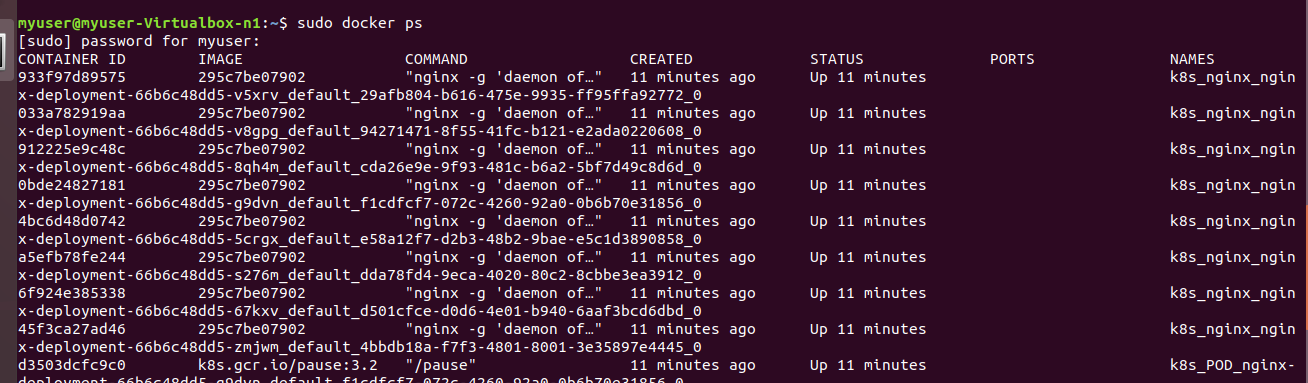 myuser@myuser-Virtualbox-n1:~$ sudo docker ps
[sudo] password for myuser:
CONTAINER ID        IMAGE               COMMAND                  CREATED             STATUS              PORTS               NAMES
933f97d89575        295c7be07902        "nginx -g 'daemon of…"   11 minutes ago      Up 11 minutes                           k8s_nginx_ngin
x-deployment-66b6c48dd5-v5xrv_default_29afb804-b616-475e-9935-ff95ffa92772_0
033a782919aa        295c7be07902        "nginx -g 'daemon of…"   11 minutes ago      Up 11 minutes                           k8s_nginx_ngin
x-deployment-66b6c48dd5-v8gpg_default_94271471-8f55-41fc-b121-e2ada0220608_0
912225e9c48c        295c7be07902        "nginx -g 'daemon of…"   11 minutes ago      Up 11 minutes                           k8s_nginx_ngin
x-deployment-66b6c48dd5-8qh4m_default_cda26e9e-9f93-481c-b6a2-5bf7d49c8d6d_0
0bde24827181        295c7be07902        "nginx -g 'daemon of…"   11 minutes ago      Up 11 minutes                           k8s_nginx_ngin
x-deployment-66b6c48dd5-g9dvn_default_f1cdfcf7-072c-4260-92a0-0b6b70e31856_0
4bc6d48d0742        295c7be07902        "nginx -g 'daemon of…"   11 minutes ago      Up 11 minutes                           k8s_nginx_ngin
x-deployment-66b6c48dd5-5crgx_default_e58a12f7-d2b3-48b2-9bae-e5c1d3890858_0
a5efb78fe244        295c7be07902        "nginx -g 'daemon of…"   11 minutes ago      Up 11 minutes                           k8s_nginx_ngin
x-deployment-66b6c48dd5-s276m_default_dda78fd4-9eca-4020-80c2-8cbbe3ea3912_0
6f924e385338        295c7be07902        "nginx -g 'daemon of…"   11 minutes ago      Up 11 minutes                           k8s_nginx_ngin
x-deployment-66b6c48dd5-67kxv_default_d501cfce-d0d6-4e01-b940-6aaf3bcd6dbd_0
45f3ca27ad46        295c7be07902        "nginx -g 'daemon of…"   11 minutes ago      Up 11 minutes                           k8s_nginx_ngin
x-deployment-66b6c48dd5-zmjwm_default_4bbdb18a-f7f3-4801-8001-3e35897e4445_0
d3503dcfc9c0        k8s.gcr.io/pause:3.2   "/pause"                 11 minutes ago      Up 11 minutes                           k8s_POD_nginx-
deployment-66b6c48dd5-g9dvn_default_f1cdfcf7-072c-4260-92a0-0b6b70e31856_0